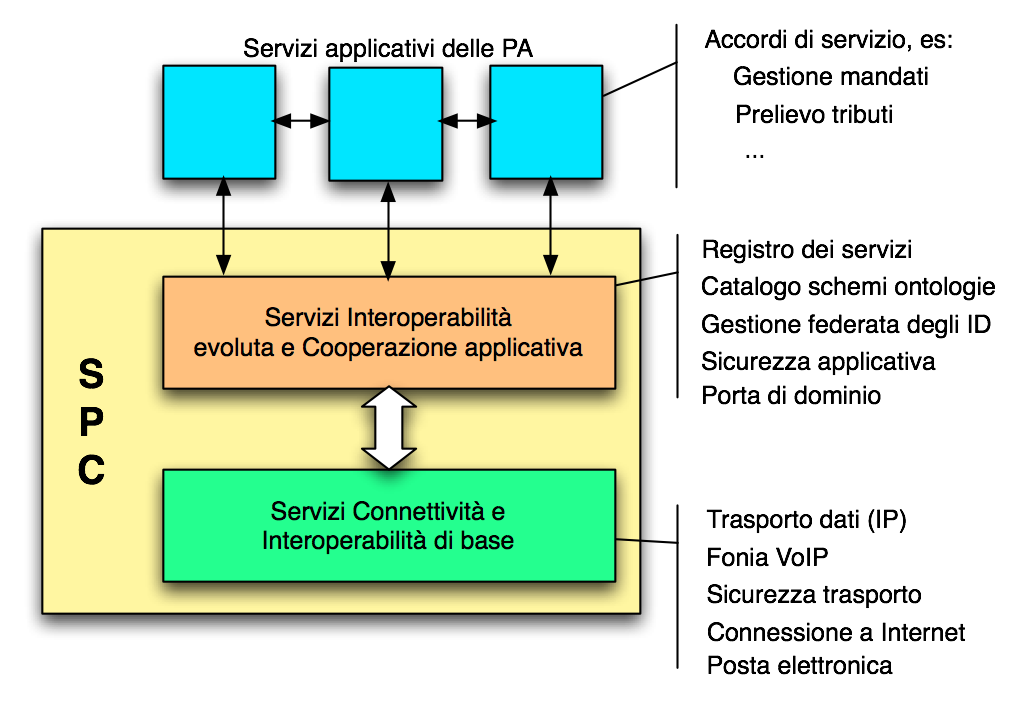 Servizi applicativi delle PA
Accordi di servizio, es:
Gestione mandati
Prelievo tributi
...
S
P
C
Servizi Interoperabilità
evoluta e Cooperazione applicativa
Registro dei servizi
Catalogo schemi ontologie
Gestione federata degli ID
Sicurezza applicativa
Porta di dominio
Servizi Connettività e
Interoperabilità di base
Trasporto dati (IP)
Fonia VoIP
Sicurezza trasporto
Connessione a Internet
Posta elettronica